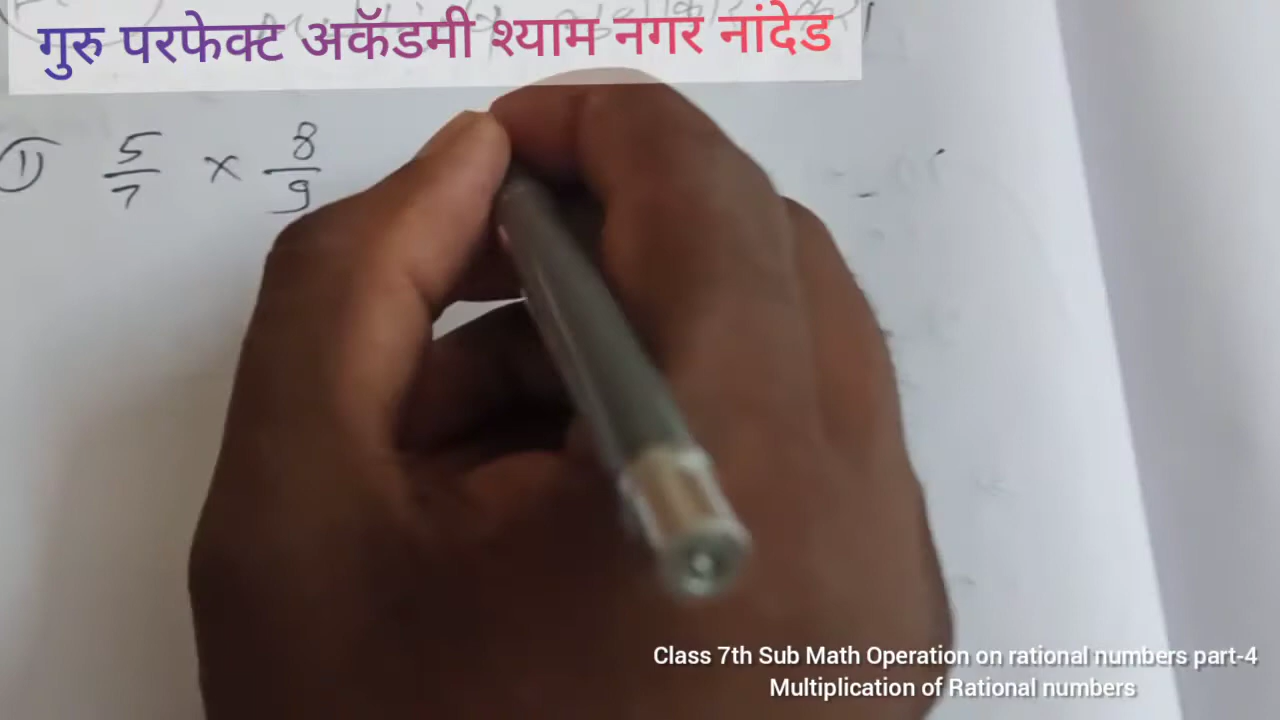 गुरु परफेक्ट अकॅडमी श्याम नगर नांदेड
① 5/7 × 8/9
Class 7th Sub Math Operation on rational numbers part-4
Multiplication of Rational numbers